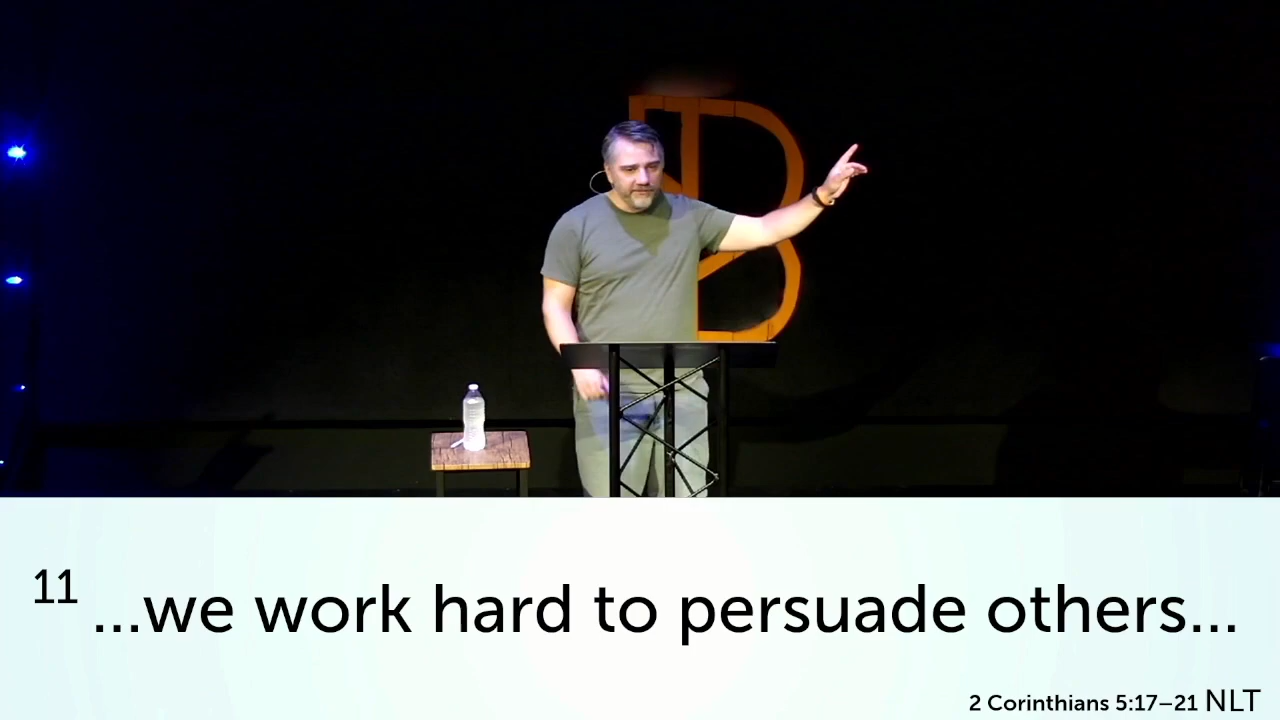 B
11 ...we work hard to persuade others...
2 Corinthians 5:17–21 NLT